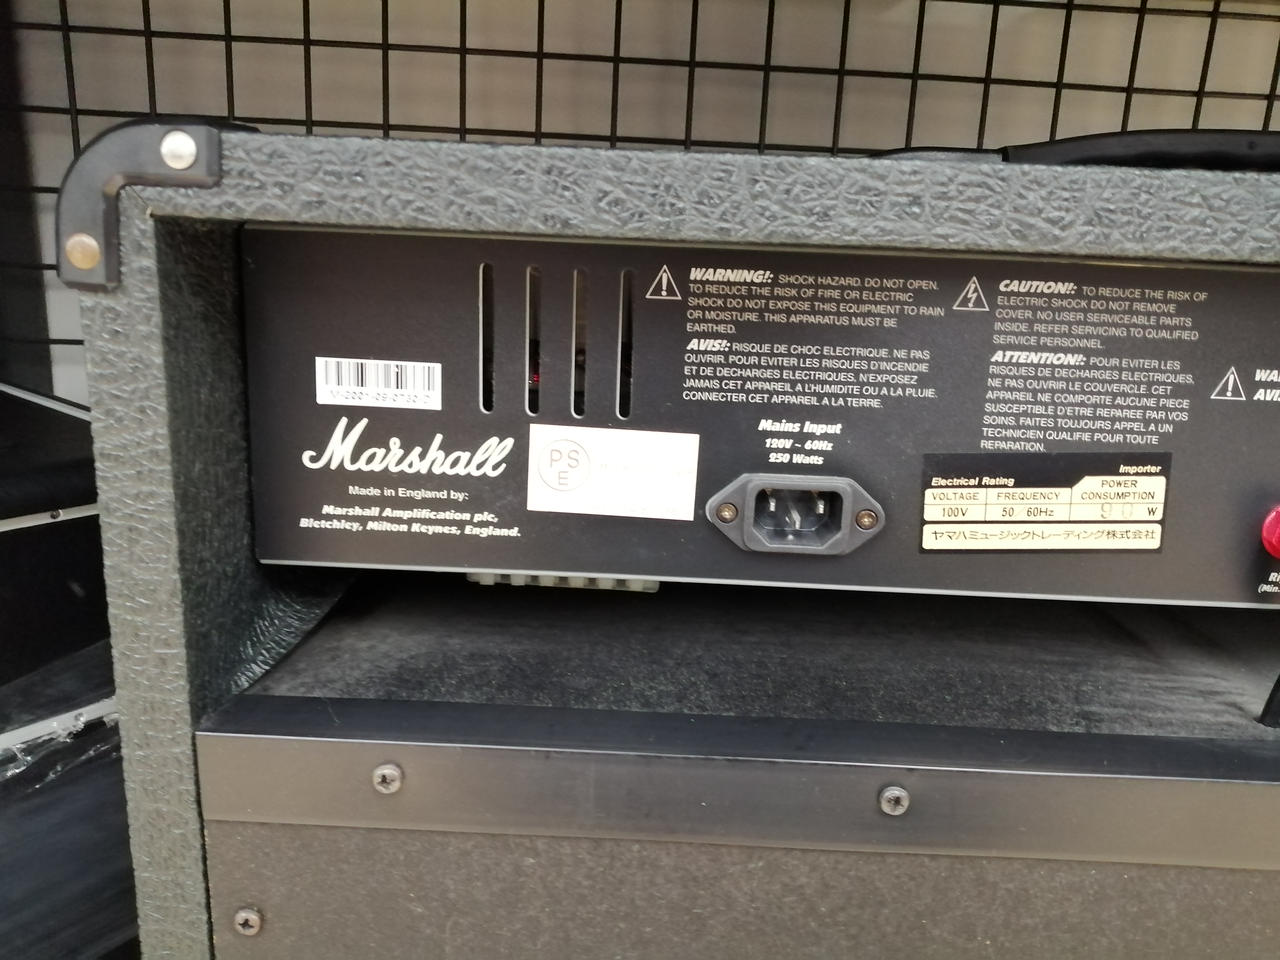 WARNING!: SHOCK HAZARD. DO NOT OPEN.
TO REDUCE THE RISK OF FIRE OR ELECTRIC
SHOCK DO NOT EXPOSE THIS EQUIPMENT TO RAIN
OR MOISTURE. THIS APPARATUS MUST BE
EARTHED.
AVIS!: RISQUE DE CHOC ELECTRIQUE. NE PAS
OUVRIR. POUR EVITER LES RISQUES D'INCENDIE
ET DE DECHARGES ELECTRIQUES, N'EXPOSEZ
JAMAIS CET APPAREIL A L'HUMIDITE OU A LA PLUIE.
CONNECTER CET APPAREIL A LA TERRE.
CAUTION!: TO REDUCE THE RISK OF
ELECTRIC SHOCK DO NOT REMOVE
COVER. NO USER SERVICEABLE PARTS
INSIDE. REFER SERVICING TO QUALIFIED
SERVICE PERSONNEL.
ATTENTION!: POUR EVITER LES
RISQUES DE DECHARGES ELECTRIQUES,
NE PAS OUVRIR LE COUVERCLE. CET
APPAREIL NE COMPORTE AUCUNE PIECE
SUSCEPTIBLE D'ETRE REPAREE PAR VOS
SOINS. FAITES TOUJOURS APPEL A UN
TECHNICIEN QUALIFIE POUR TOUTE
REPARATION.
WA
AVI
M-2001-09-0730-2
Marshall
Made in England by:
Marshall Amplification plc,
Bletchley, Milton Keynes, England.
PS
E
Mains Input
120V ~ 60Hz
250 Watts
Importer
Electrical Rating
VOLTAGE FREQUENCY POWER CONSUMPTION
100V 50/60Hz 90 W
ヤマハミュージックトレーディング株式会社
(Min.